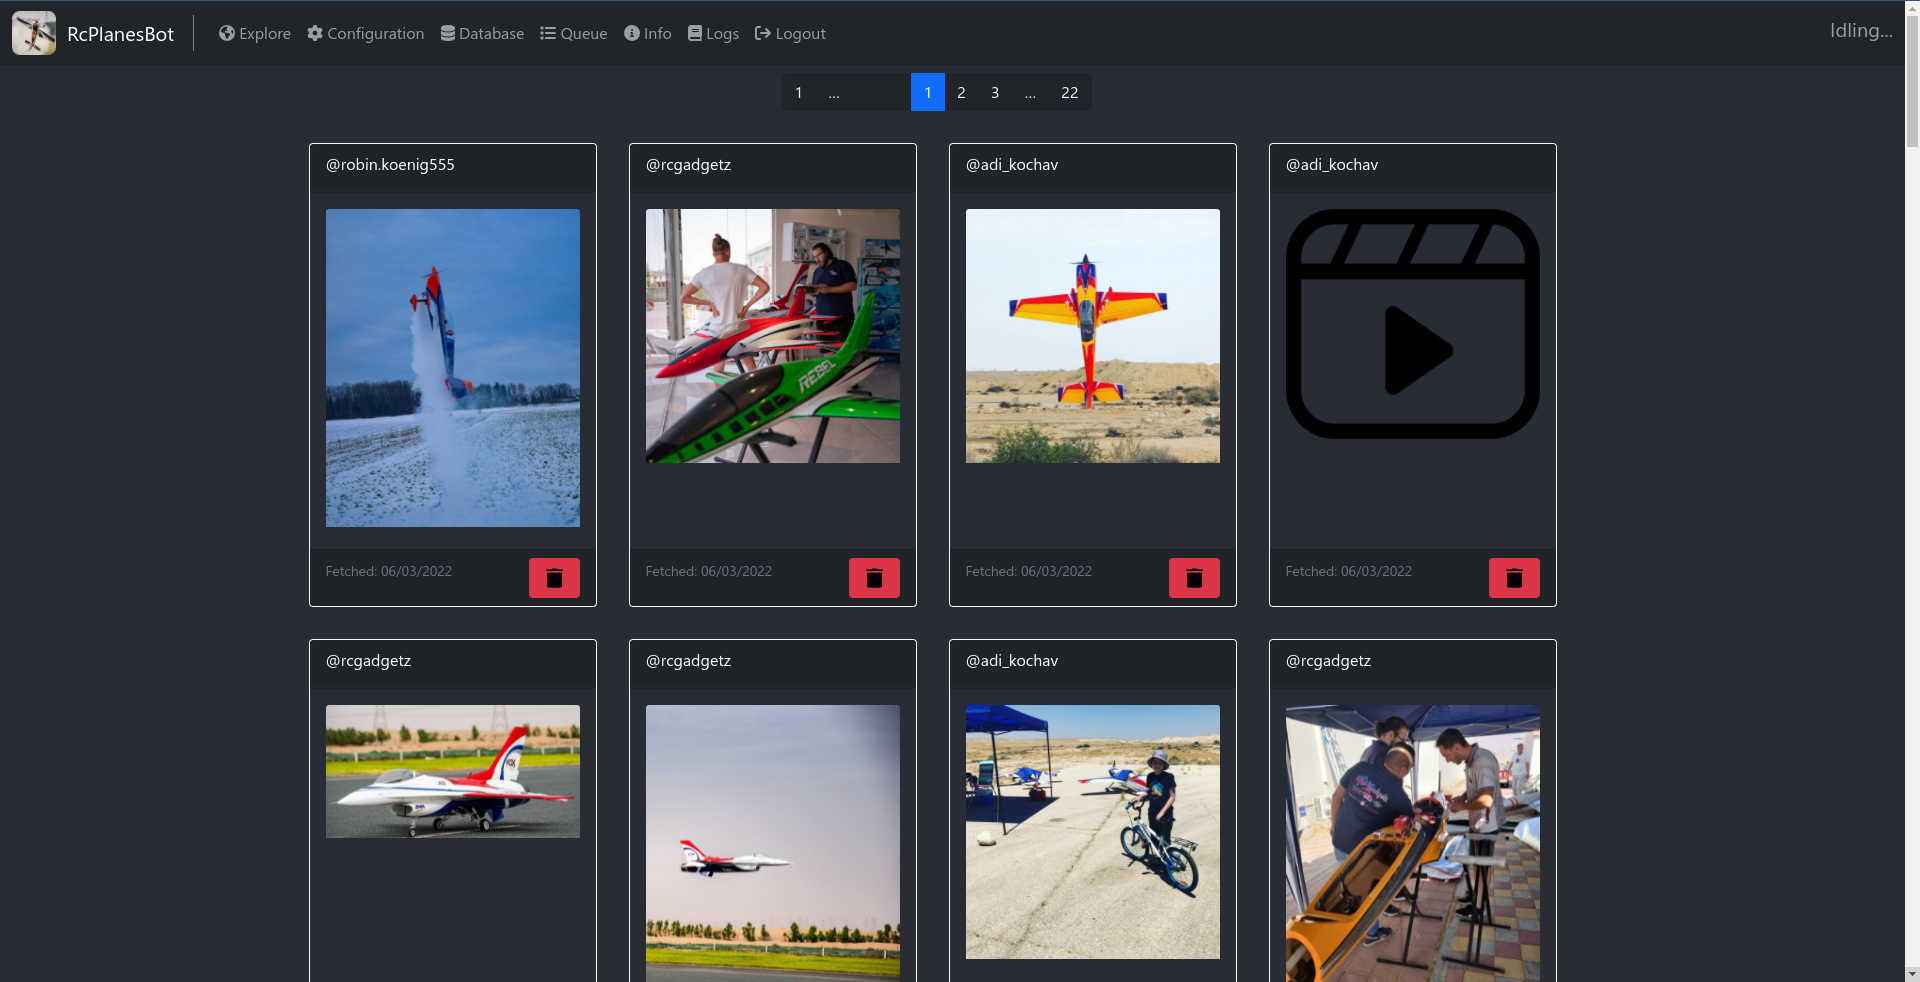 RcPlanesBot
Explore
Configuration
Database
Queue
Info
Logs
Logout
Idling...
1 ... 1 2 3 ... 22
@robin.koenig555
@rcgadgetz
@adi_kochav
@adi_kochav
REBEL
Fetched: 06/03/2022
Fetched: 06/03/2022
Fetched: 06/03/2022
Fetched: 06/03/2022
@rcgadgetz
@rcgadgetz
@adi_kochav
@rcgadgetz